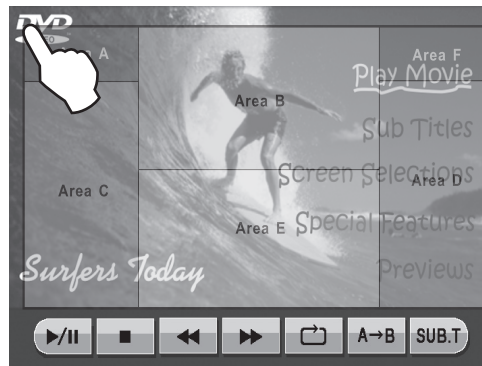 DVD
VIDEO
Area A
Area F
Play Movie
Area B
Sub Titles
Screen Selections
Area C
Area D
Area E
Special Features
Surfers Today
Previews
A→B
SUB.T